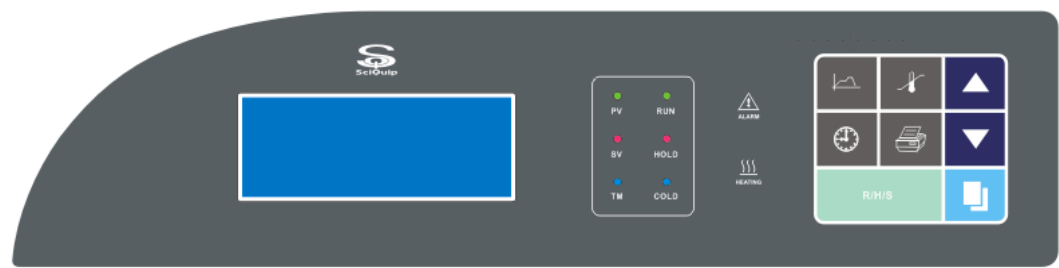 SciQuip
PV RUN
SV HOLD
TM COLD
ALARM
HEATING
R/H/S